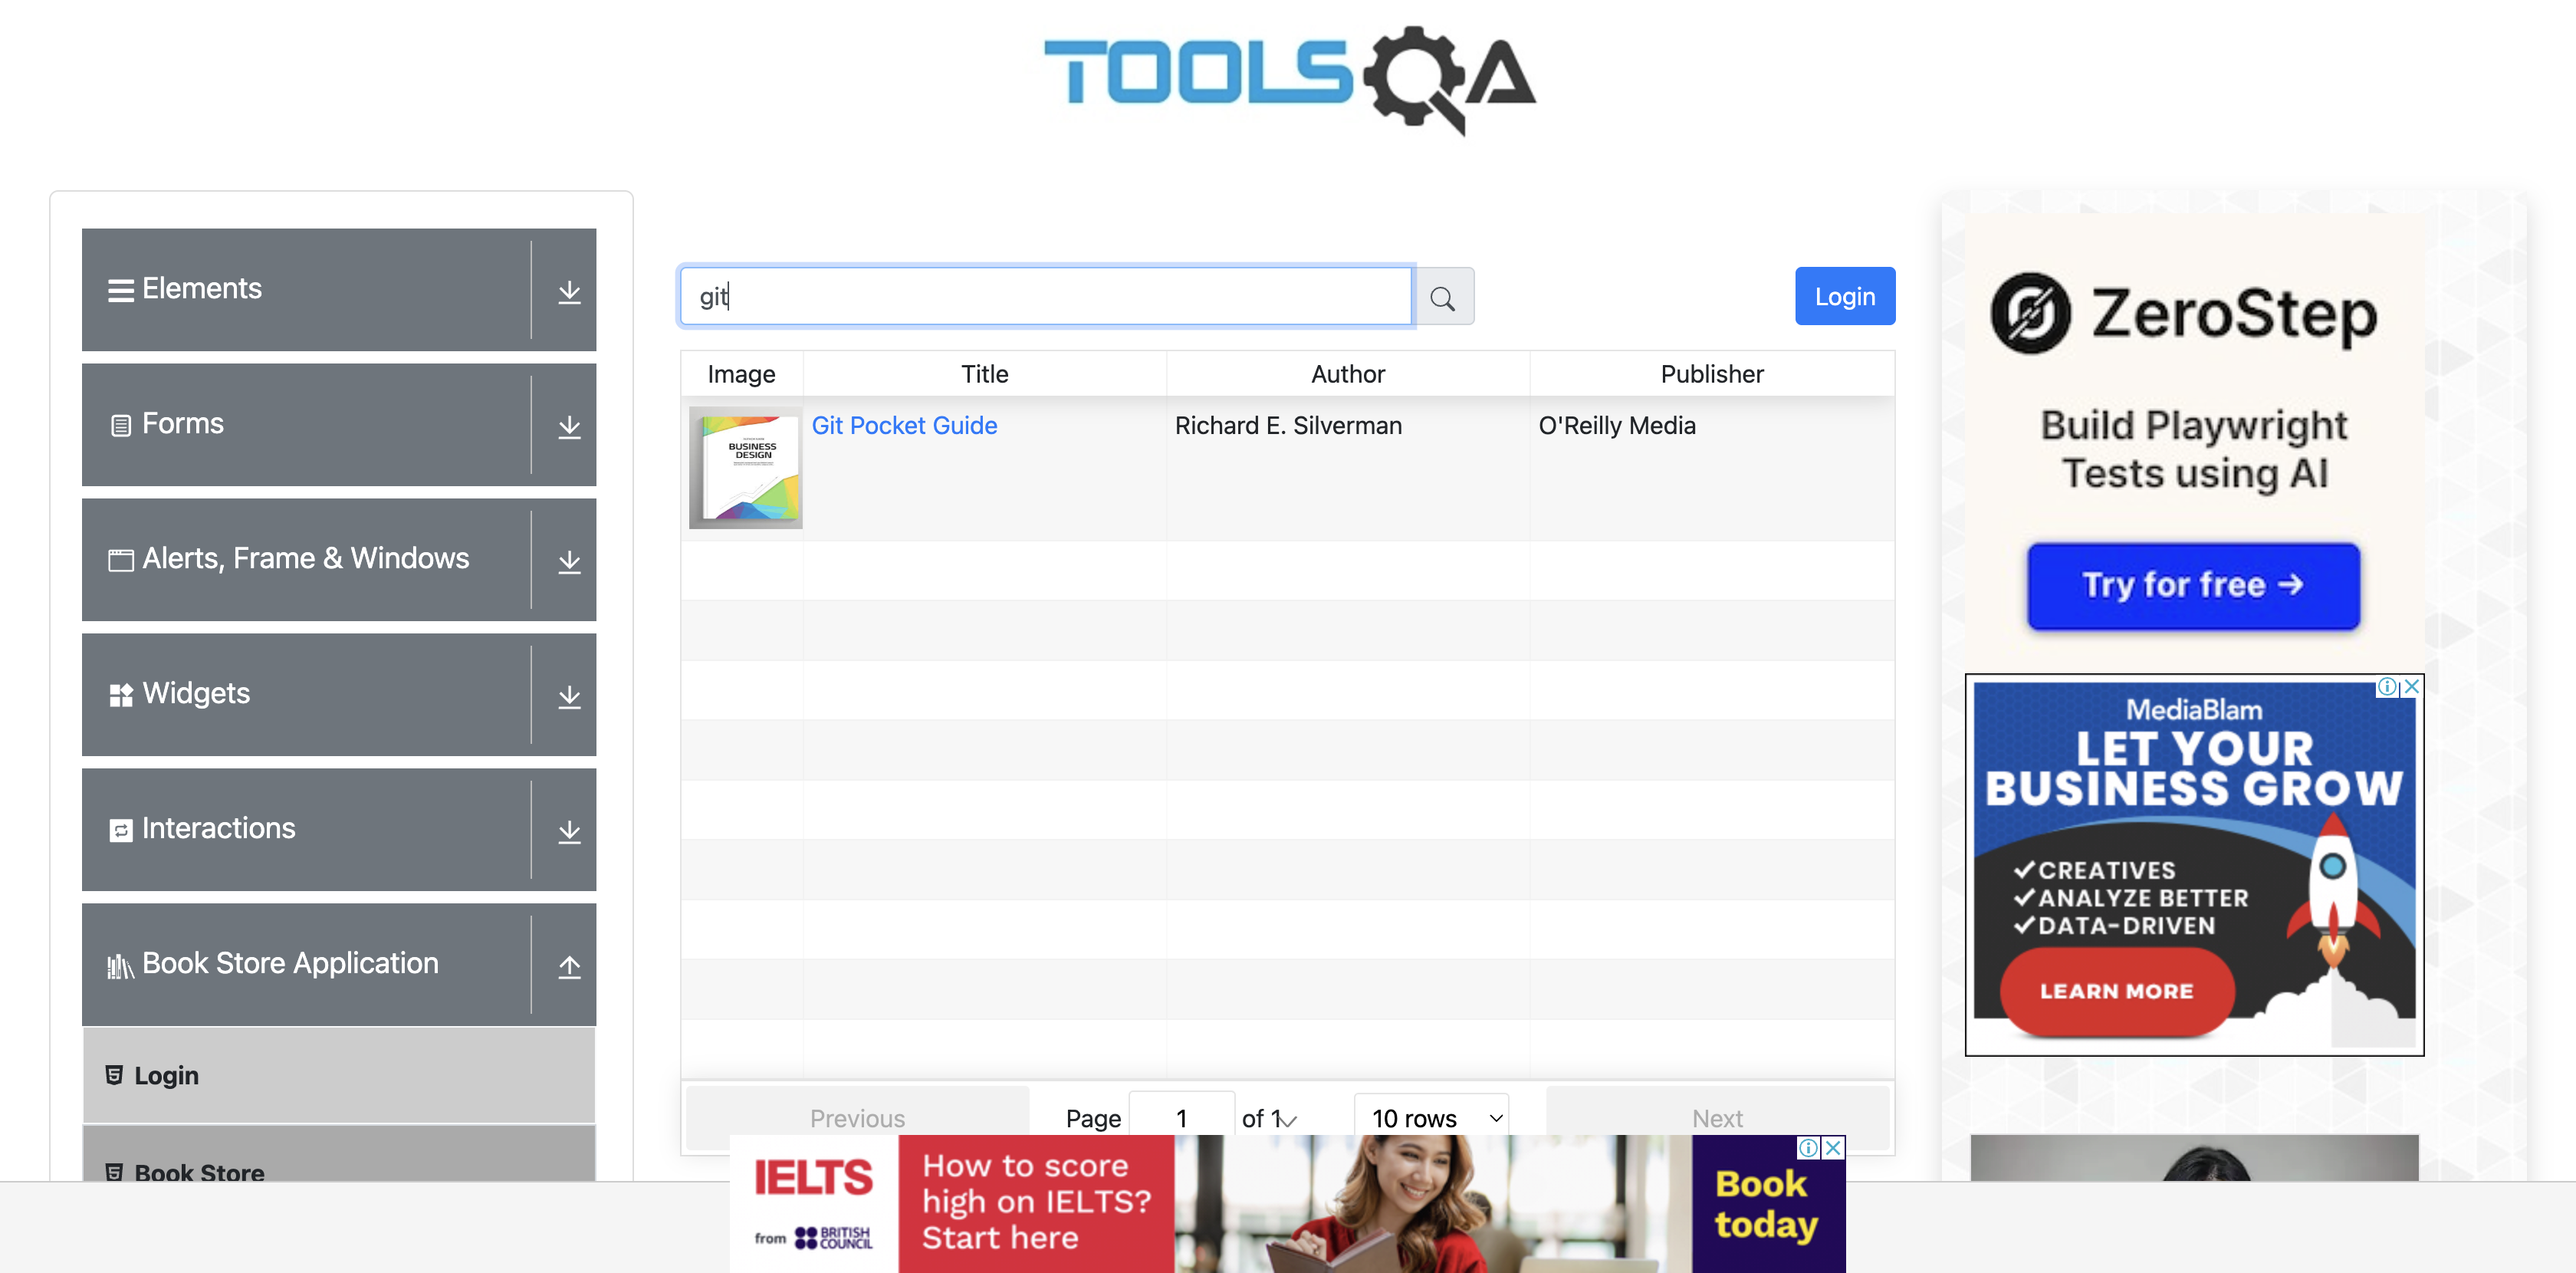 TOOLSQA
Elements
Forms
Alerts, Frame & Windows
Widgets
Interactions
Book Store Application
Login
Book Store
git
Login
Image Title Author Publisher
BUSINESS
DESIGN
Git Pocket Guide Richard E. Silverman O'Reilly Media
Previous Page 1 of 1 10 rows Next
ZeroStep
Build Playwright
Tests using AI
Try for free →
MediaBlam
LET YOUR
BUSINESS GROW
✓CREATIVES
✓ANALYZE BETTER
✓DATA-DRIVEN
LEARN MORE
IELTS
from BRITISH
COUNCIL
How to score
high on IELTS?
Start here
Book
today